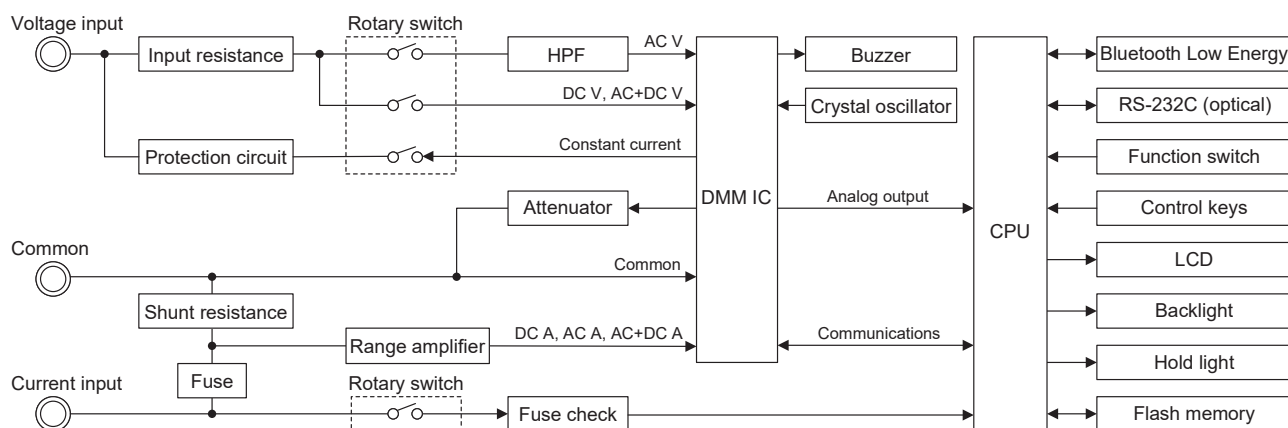 Voltage input
Rotary switch
Input resistance
HPF
AC V
Buzzer
Bluetooth Low Energy
DC V, AC+DC V
Crystal oscillator
RS-232C (optical)
Protection circuit
Constant current
Function switch
Attenuator
DMM IC
Analog output
Control keys
CPU
Common
Common
LCD
Shunt resistance
Backlight
Range amplifier
DC A, AC A, AC+DC A
Communications
Hold light
Fuse
Current input
Rotary switch
Fuse check
Flash memory